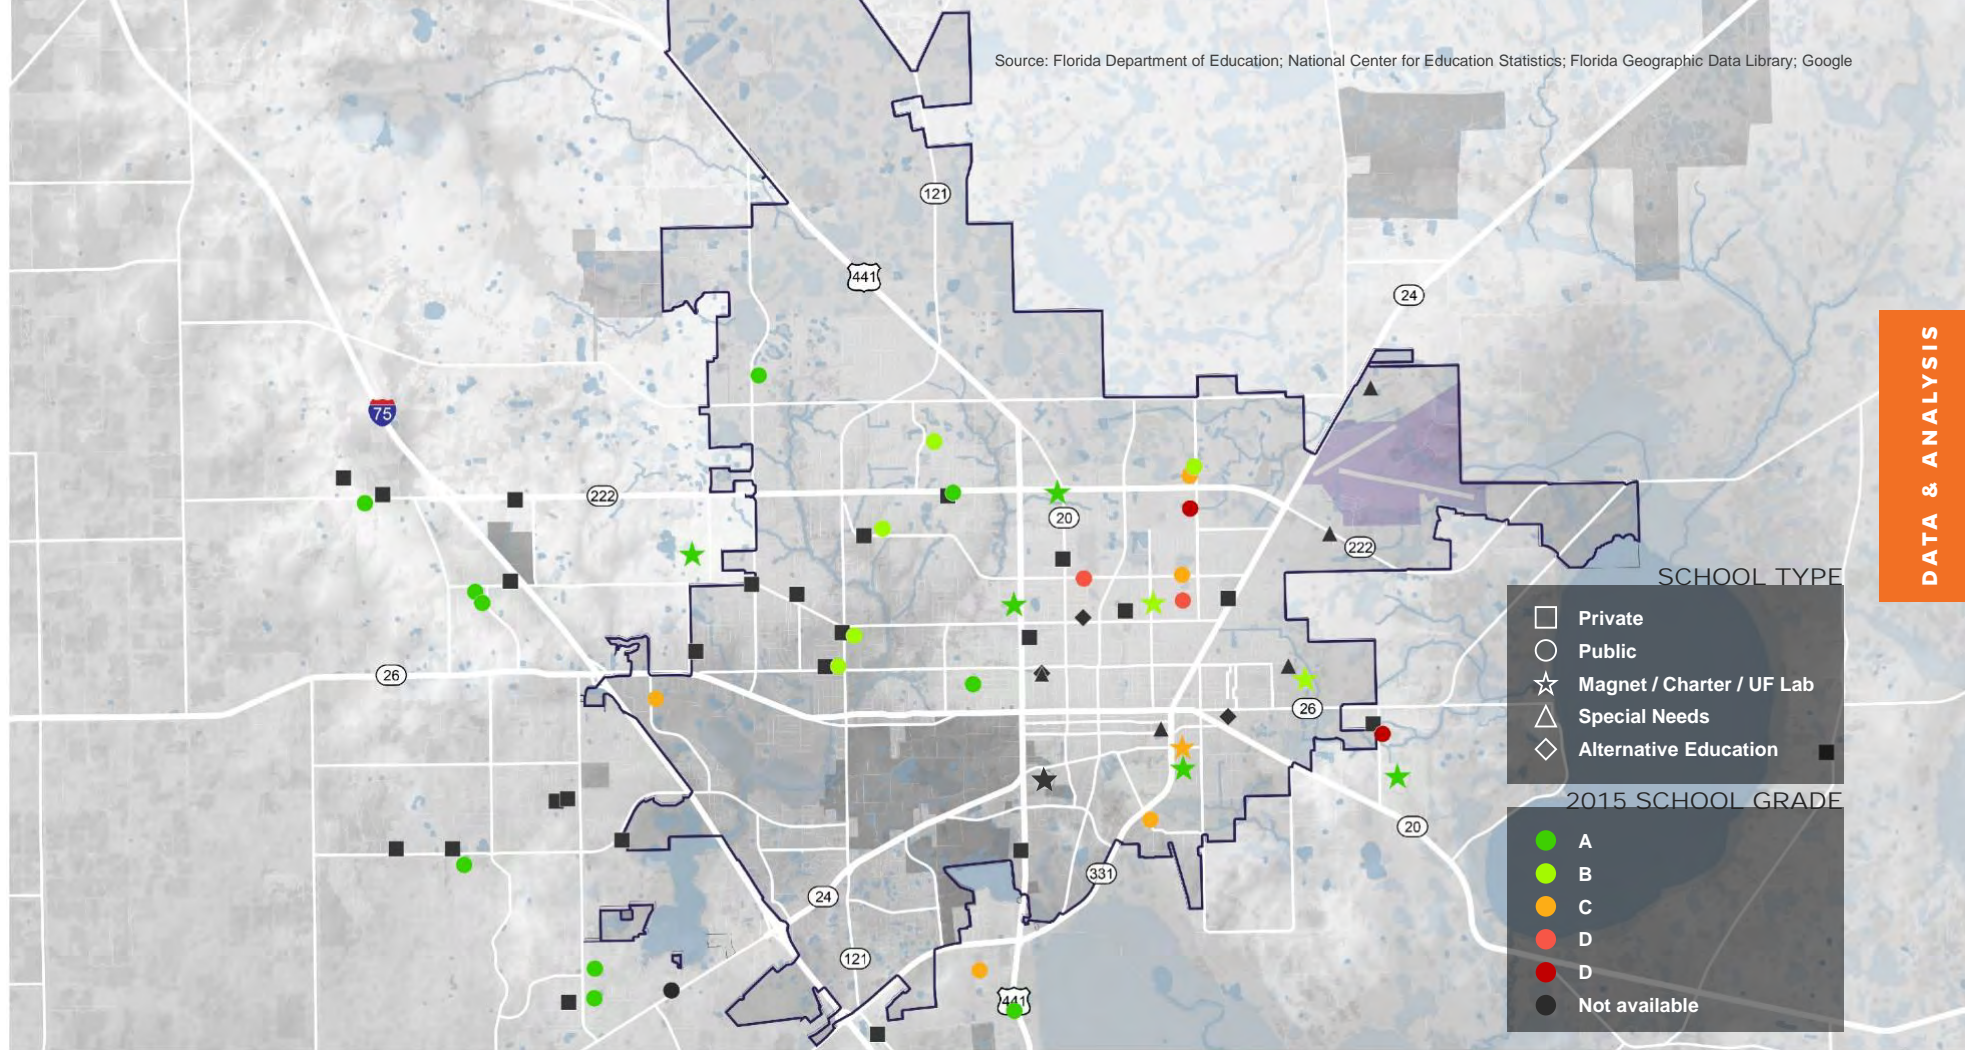 Source: Florida Department of Education; National Center for Education Statistics; Florida Geographic Data Library; Google
121
441
24
DATA & ANALYSIS
75
222
20
222
SCHOOL TYPE
Private
Public
26
Magnet / Charter / UF Lab
26
Special Needs
Alternative Education
2015 SCHOOL GRADE
20
A
331
B
24
C
D
121
D
441
Not available